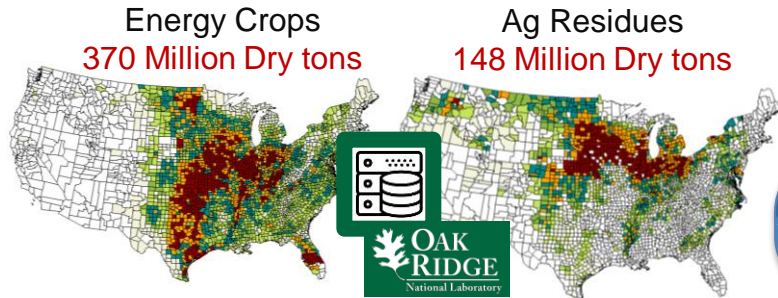 Energy Crops
370 Million Dry tons
Ag Residues
148 Million Dry tons
OAK
RIDGE
National Laboratory